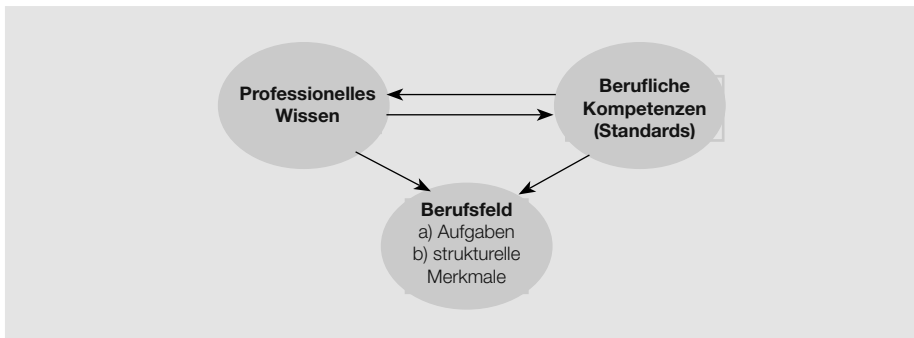 Professionelles
Wissen
Berufliche
Kompetenzen
(Standards)
Berufsfeld
a) Aufgaben
b) strukturelle
Merkmale